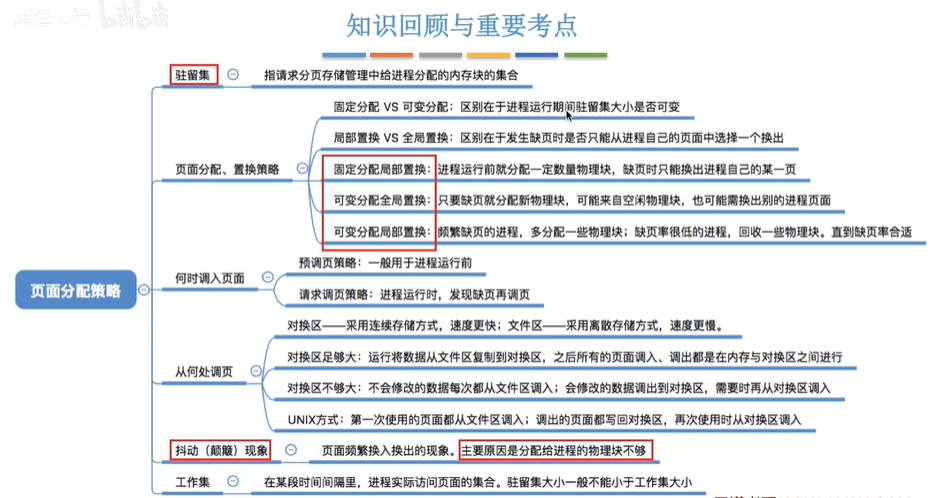 bilibili
知识回顾与重要考点
驻留集
指请求分页存储管理中给进程分配的内存块的集合
固定分配 VS 可变分配：区别在于进程运行期间驻留集大小是否可变
局部置换 VS 全局置换：区别在于发生缺页时是否只能从进程自己的页面中选择一个换出
页面分配、置换策略
固定分配局部置换：进程运行前就分配一定数量物理块，缺页时只能换出进程自己的某一页
可变分配全局置换：只要缺页就分配新物理块，可能来自空闲物理块，也可能需换出别的进程页面
可变分配局部置换：频繁缺页的进程，多分配一些物理块；缺页率很低的进程，回收一些物理块。直到缺页率合适
页面分配策略
何时调入页面
预调页策略：一般用于进程运行前
请求调页策略：进程运行时，发现缺页再调页
从何处调页
对换区——采用连续存储方式，速度更快；文件区——采用离散存储方式，速度更慢。
对换区足够大：运行将数据从文件区复制到对换区，之后所有的页面调入、调出都是在内存与对换区之间进行
对换区不够大：不会修改的数据每次都从文件区调入；会修改的数据调出到对换区，需要时再从对换区调入
UNIX方式：第一次使用的页面都从文件区调入；调出的页面都写回对换区，再次使用时从对换区调入
抖动（颠簸）现象
页面频繁换入换出的现象。主要原因是分配给进程的物理块不够
工作集
在某段时间间隔里，进程实际访问页面的集合。驻留集大小一般不能小于工作集大小